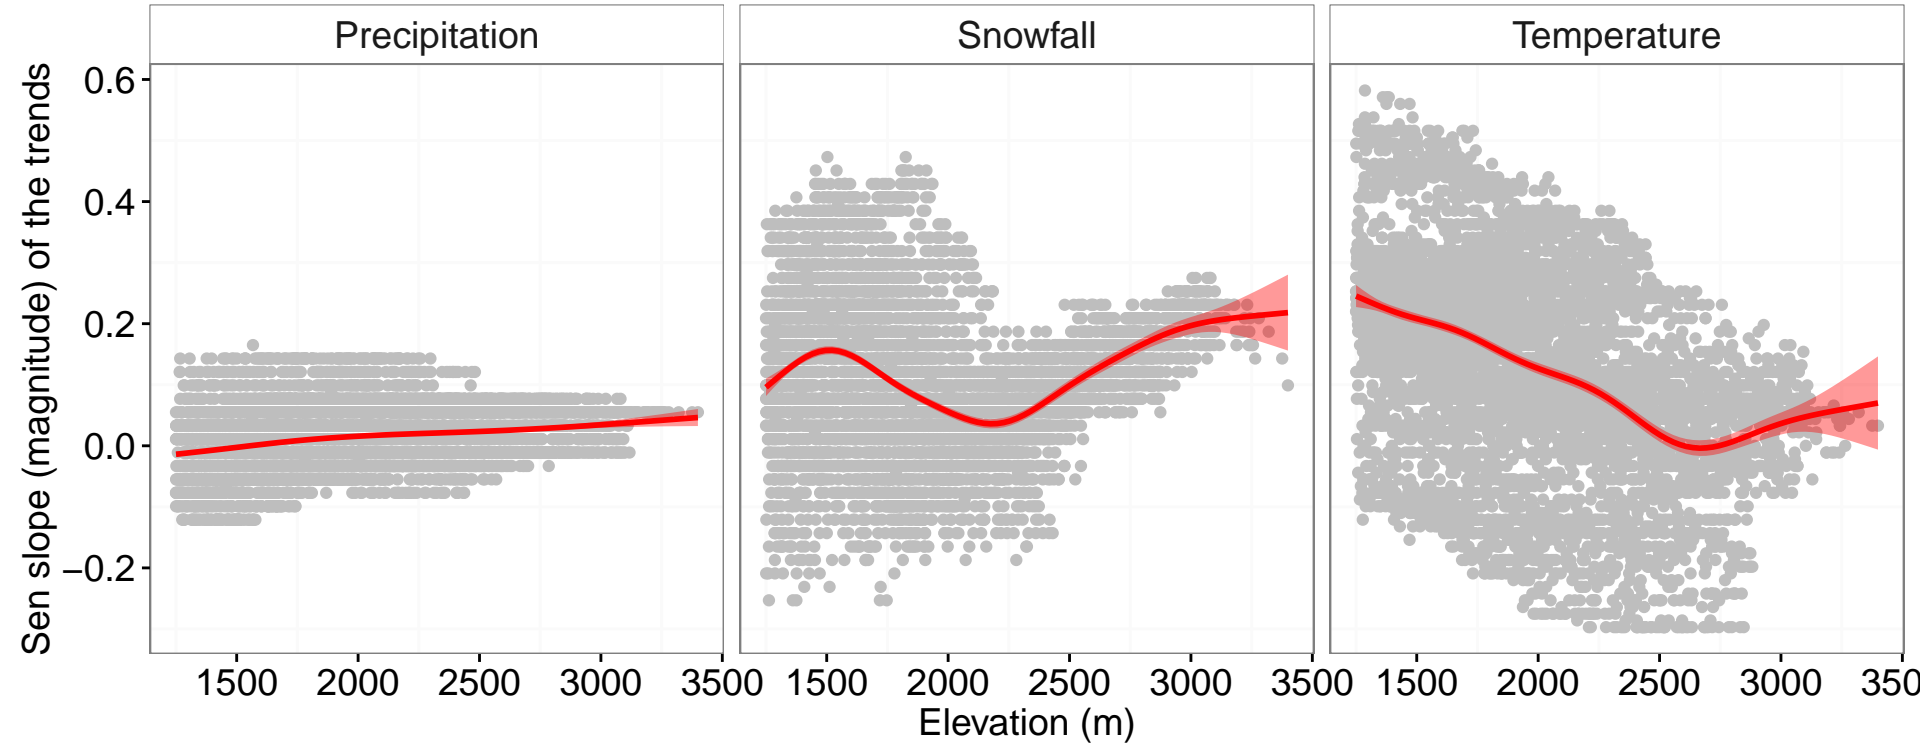 Precipitation Snowfall Temperature
Sen slope (magnitude) of the trends
0.6
0.4
0.2
0.0
−0.2
1500 2000 2500 3000 3500 1500 2000 2500 3000 3500 1500 2000 2500 3000 350
Elevation (m)